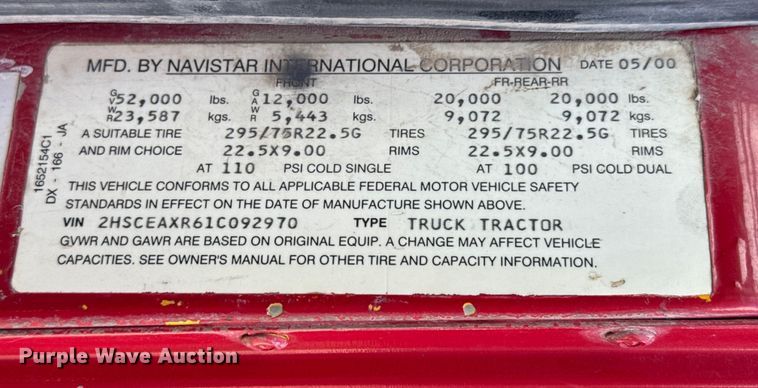 MFD. BY NAVISTAR INTERNATIONAL CORPORATION DATE 05/00
FRONT FR-REAR-RR
GVWR 52,000 lbs. GAWR 12,000 lbs. 20,000 20,000 lbs.
23,587 kgs. 5,443 kgs. 9,072 9,072 kgs.
A SUITABLE TIRE 295/75R22.5G TIRES 295/75R22.5G TIRES
AND RIM CHOICE 22.5X9.00 RIMS 22.5X9.00 RIMS
AT 110 PSI COLD SINGLE AT 100 PSI COLD DUAL
THIS VEHICLE CONFORMS TO ALL APPLICABLE FEDERAL MOTOR VEHICLE SAFETY
STANDARDS IN EFFECT ON THE DATE OF MANUFACTURE SHOWN ABOVE.
VIN 2HSCEAXR61C092970 TYPE TRUCK TRACTOR
GVWR AND GAWR ARE BASED ON ORIGINAL EQUIP. A CHANGE MAY AFFECT VEHICLE
CAPACITIES. SEE OWNER'S MANUAL FOR OTHER TIRE AND CAPACITY INFORMATION.
1652154C1
DX - 166 - JA
Purple Wave Auction